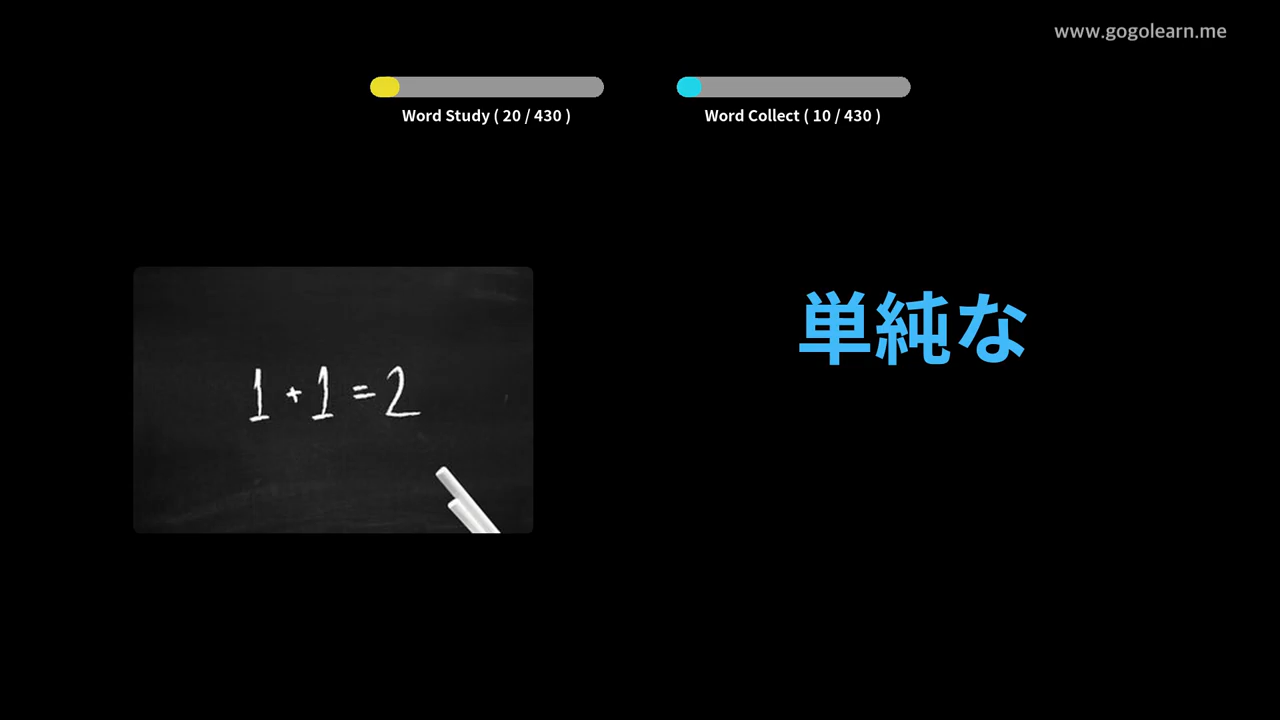 www.gogolearn.me
Word Study ( 20 / 430 )
Word Collect ( 10 / 430 )
1 + 1 = 2
単純な